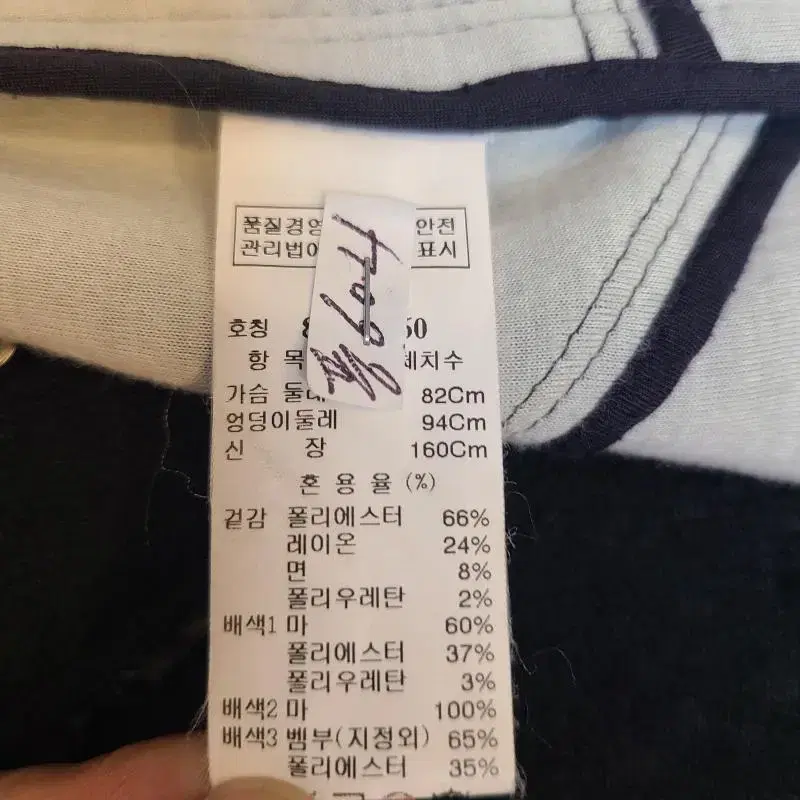 품질경영 안전
관리법에 표시
호칭 8 60
항 목 체치수
가슴 둘레 82Cm
엉덩이둘레 94Cm
신 장 160Cm
혼 용 율 (%)
겉감 폴리에스터 66%
레이온 24%
면 8%
폴리우레탄 2%
배색1 마 60%
폴리에스터 37%
폴리우레탄 3%
배색2 마 100%
배색3 벰부(지정외) 65%
폴리에스터 35%